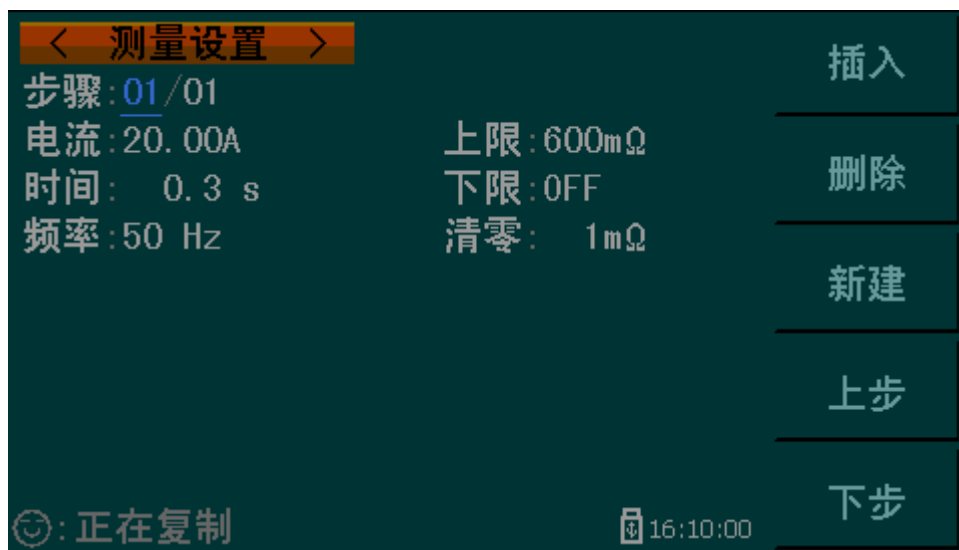 < 测量设置 >
步骤:01/01
电流:20.00A 上限:600mΩ
时间: 0.3 s 下限:OFF
频率:50 Hz 清零: 1mΩ
插入
删除
新建
上步
下步
:正在复制 16:10:00